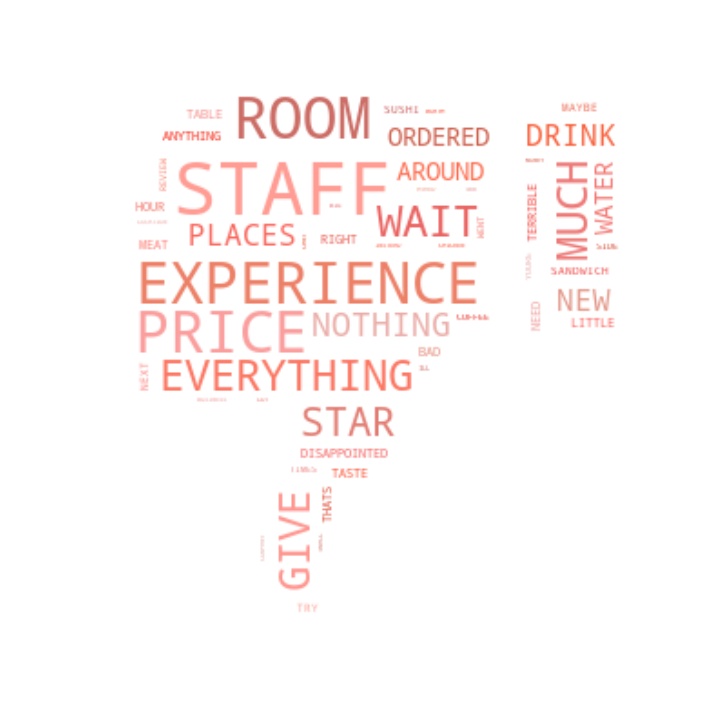 MAYBE
TABLE
ROOM
SUSHI
ANYTHING
ORDERED
DRINK
REVIEW
STAFF
AROUND
MUCH
WATER
TERRIBLE
HOUR
WAIT
WENT
PLACES
RIGHT
MEAT
SANDWICH
EXPERIENCE
NEW
NEED
LITTLE
PRICE
NOTHING
COFFEE
BAD
NEXT
EVERYTHING
STAR
DISAPPOINTED
TASTE
GIVE
THATS
TRY